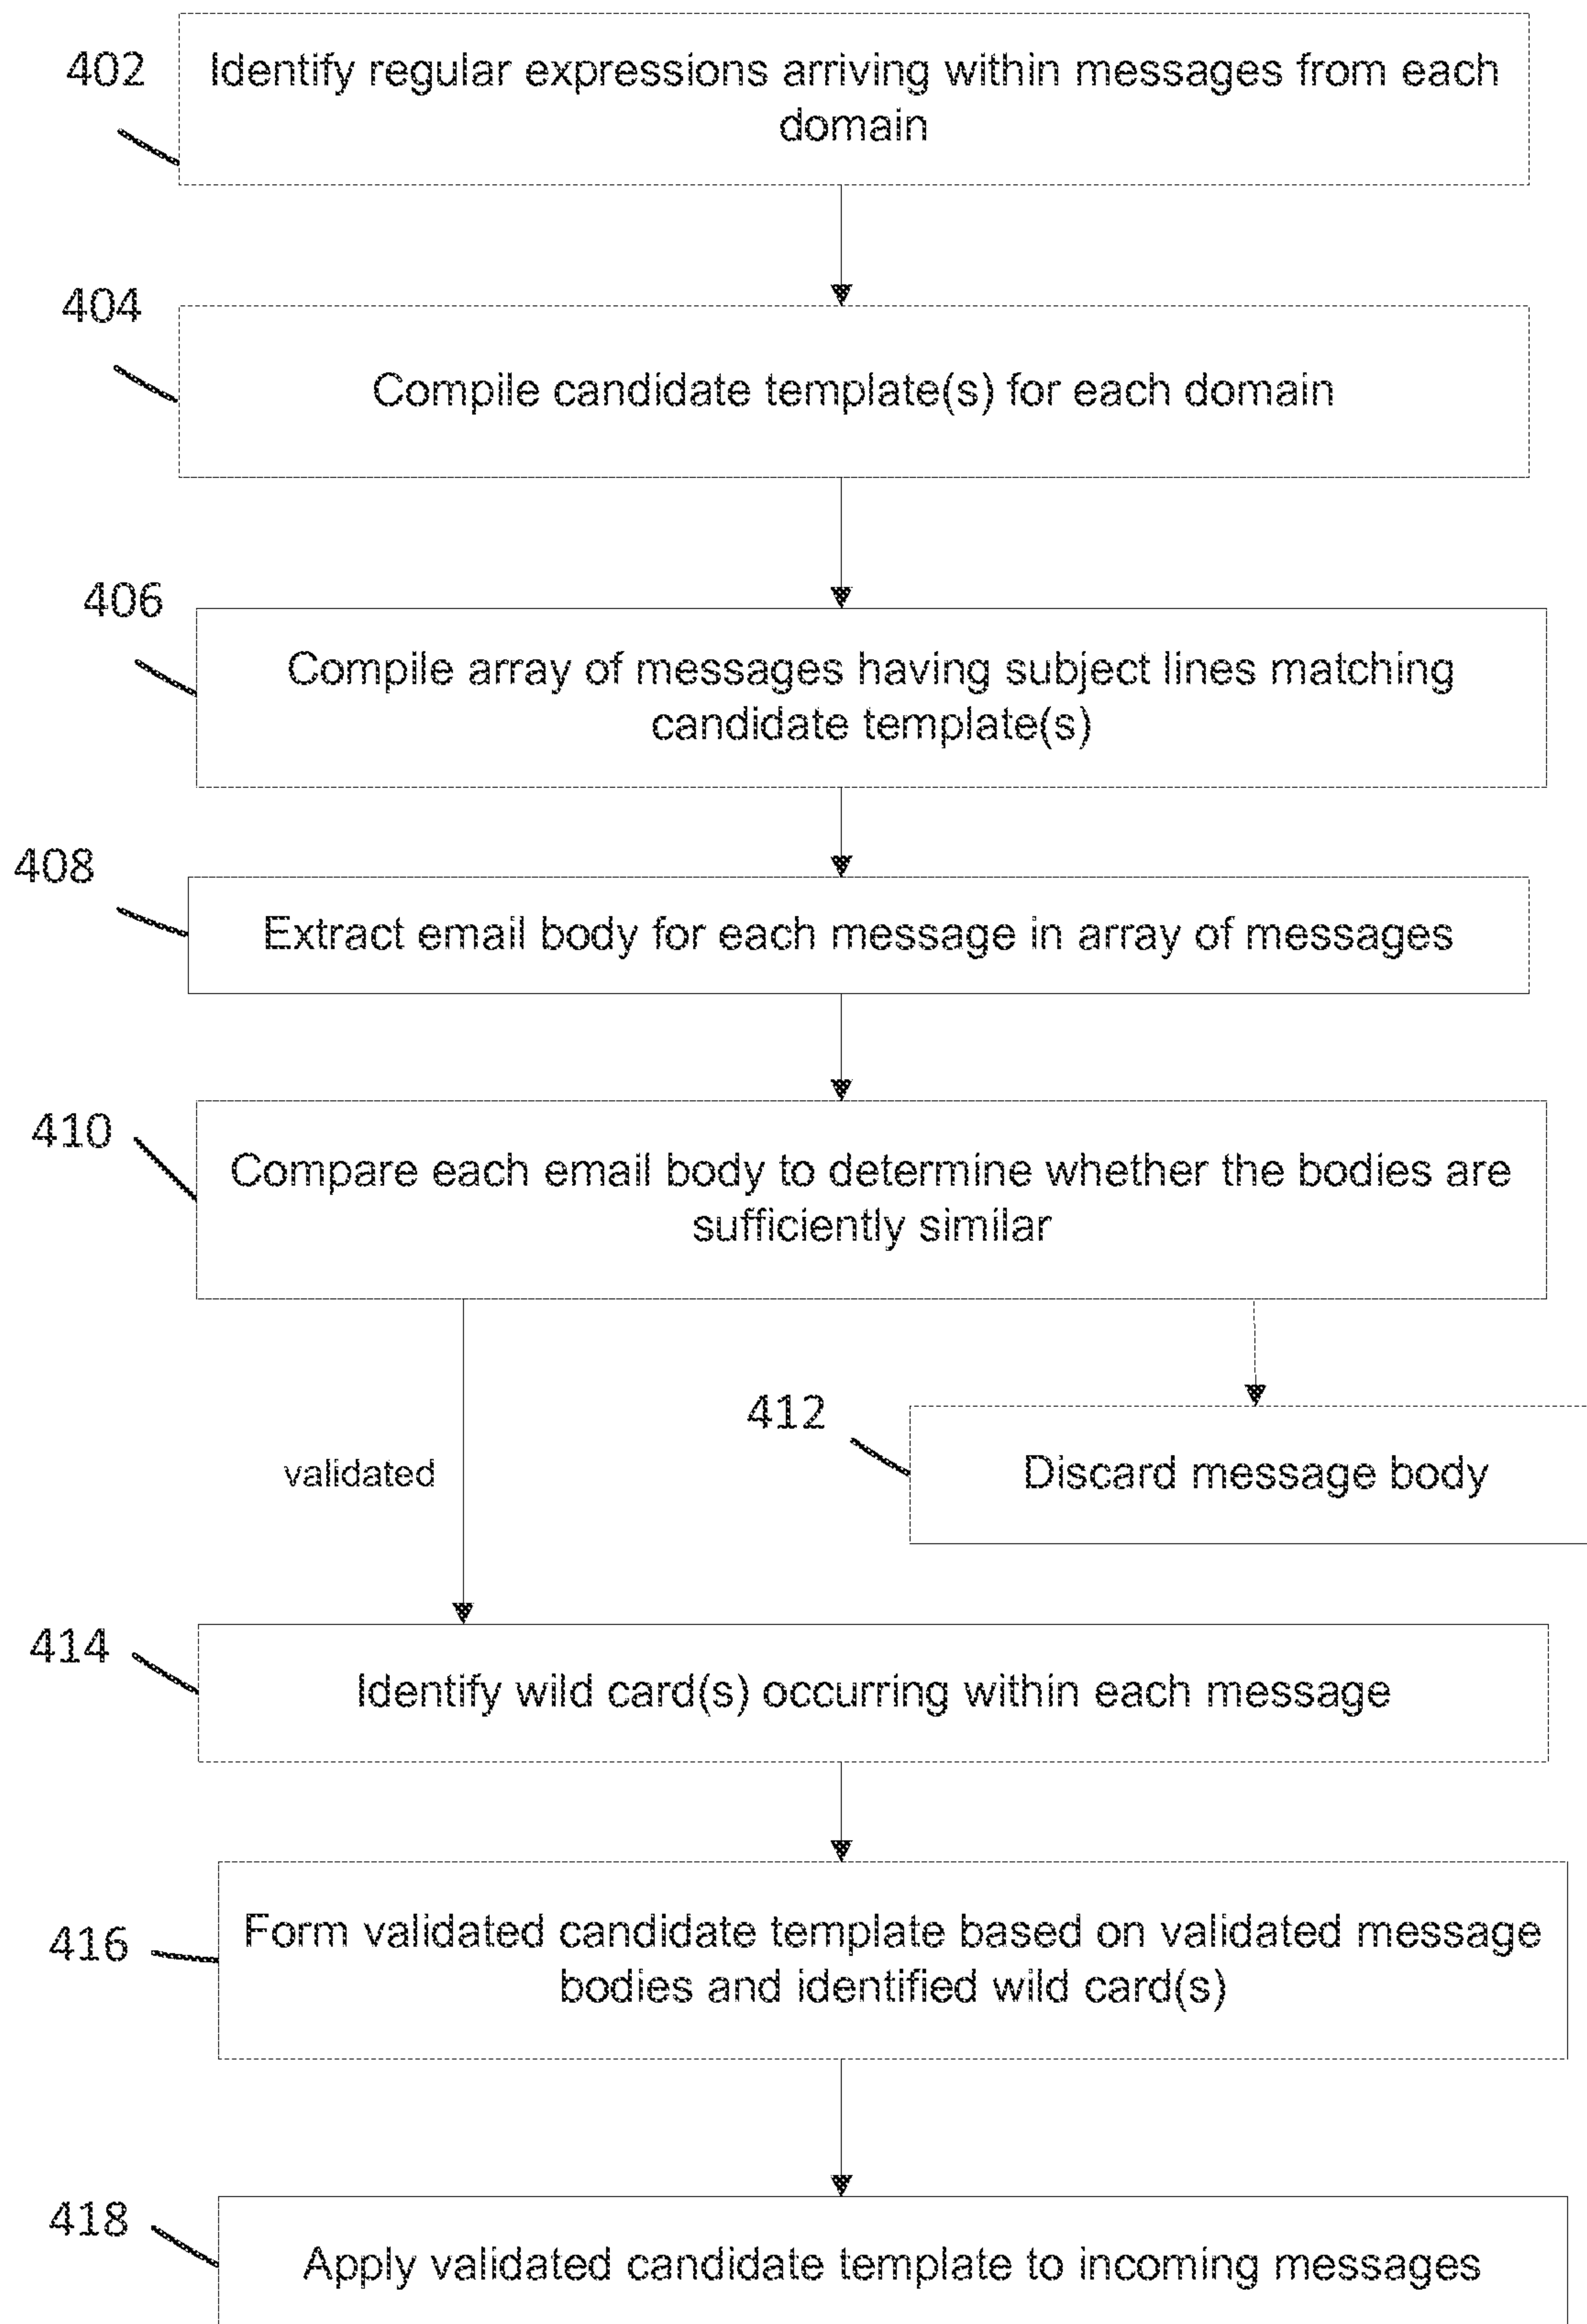 402
Identify regular expressions arriving within messages from each
domain
404
Compile candidate template(s) for each domain
406
Compile array of messages having subject lines matching
candidate template(s)
408
Extract email body for each message in array of messages
410
Compare each email body to determine whether the bodies are
sufficiently similar
412
Discard message body
validated
414
Identify wild card(s) occurring within each message
416
Form validated candidate template based on validated message
bodies and identified wild card(s)
418
Apply validated candidate template to incoming messages